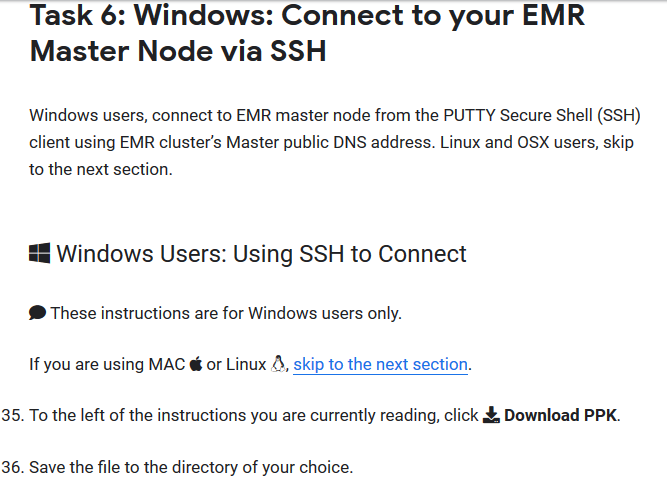 Task 6: Windows: Connect to your EMR
Master Node via SSH
Windows users, connect to EMR master node from the PUTTY Secure Shell (SSH)
client using EMR cluster’s Master public DNS address. Linux and OSX users, skip
to the next section.
Windows Users: Using SSH to Connect
These instructions are for Windows users only.
If you are using MAC or Linux , skip to the next section.
35. To the left of the instructions you are currently reading, click Download PPK.
36. Save the file to the directory of your choice.